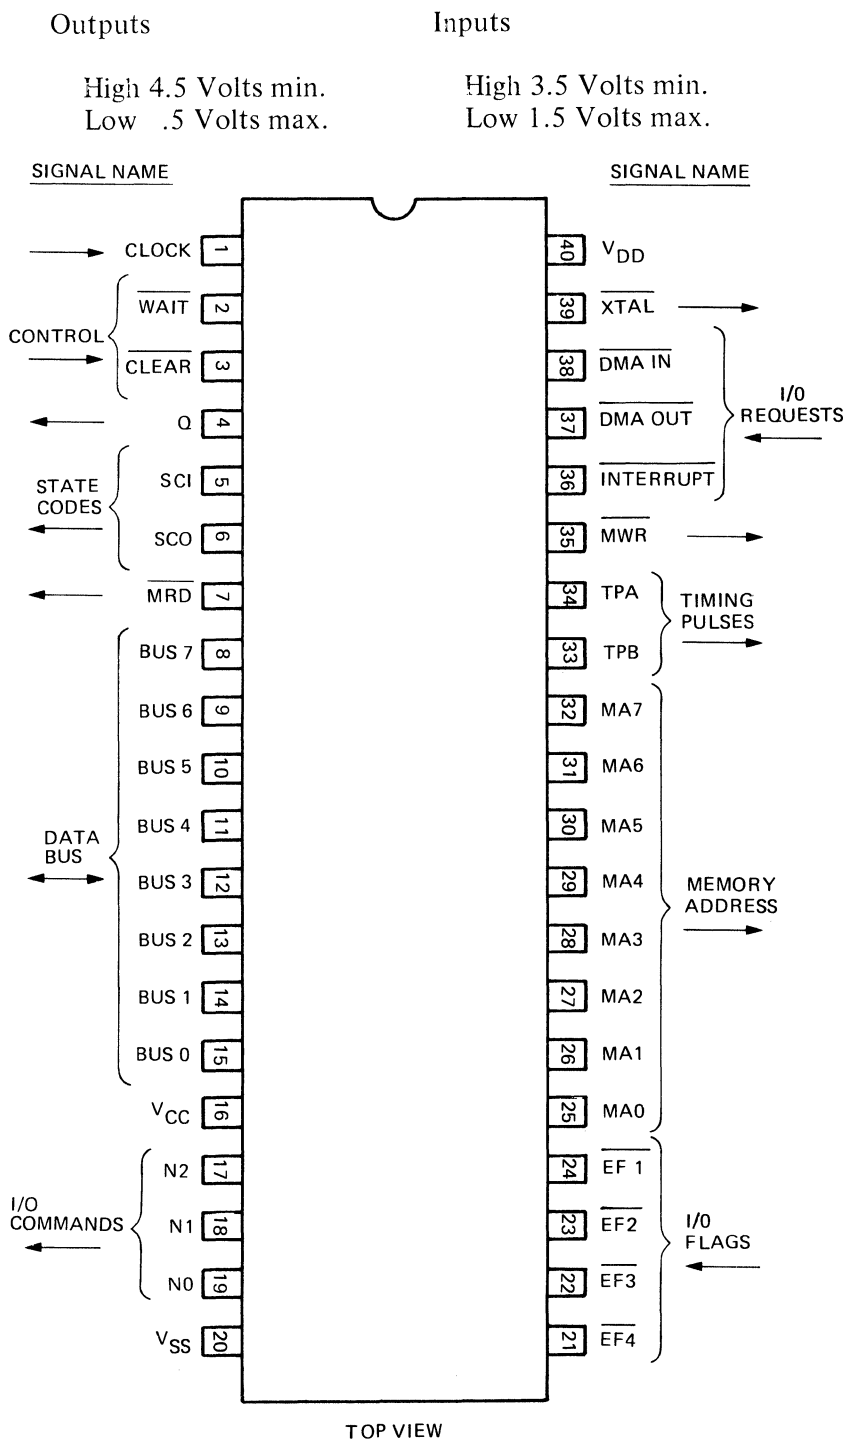 Outputs
High 4.5 Volts min.
Low .5 Volts max.
Inputs
High 3.5 Volts min.
Low 1.5 Volts max.
SIGNAL NAME
SIGNAL NAME
CLOCK 1
CONTROL
WAIT 2
CLEAR 3
Q 4
STATE
CODES
SCI 5
SCO 6
MRD 7
DATA
BUS
BUS 7 8
BUS 6 9
BUS 5 10
BUS 4 11
BUS 3 12
BUS 2 13
BUS 1 14
BUS 0 15
VCC 16
I/O
COMMANDS
N2 17
N1 18
N0 19
VSS 20
40 VDD
39 XTAL
38 DMA IN
37 DMA OUT
36 INTERRUPT
I/O
REQUESTS
35 MWR
34 TPA
33 TPB
TIMING
PULSES
32 MA7
31 MA6
30 MA5
29 MA4
28 MA3
27 MA2
26 MA1
25 MA0
MEMORY
ADDRESS
24 EF 1
23 EF2
22 EF3
21 EF4
I/O
FLAGS
TOP VIEW